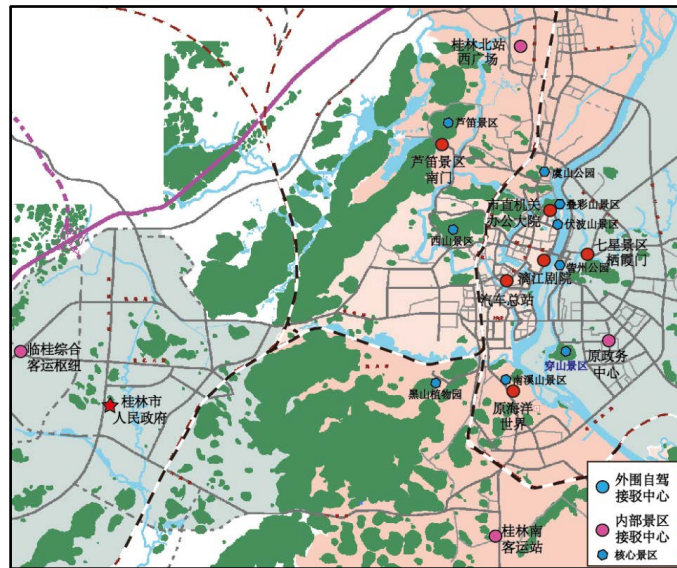 桂林北站
西广场
芦笛景区
芦笛景区
南门
虞山公园
市直机关
办公大院
叠彩山景区
伏波山景区
西山景区
七星景区
栖霞门
訾州公园
漓江剧院
汽车总站
临桂综合
客运枢纽
原政务
中心
穿山景区
桂林市
人民政府
黑山植物园
南溪山景区
原海洋
世界
桂林南
客运站
外围自驾
接驳中心
内部景区
接驳中心
核心景区